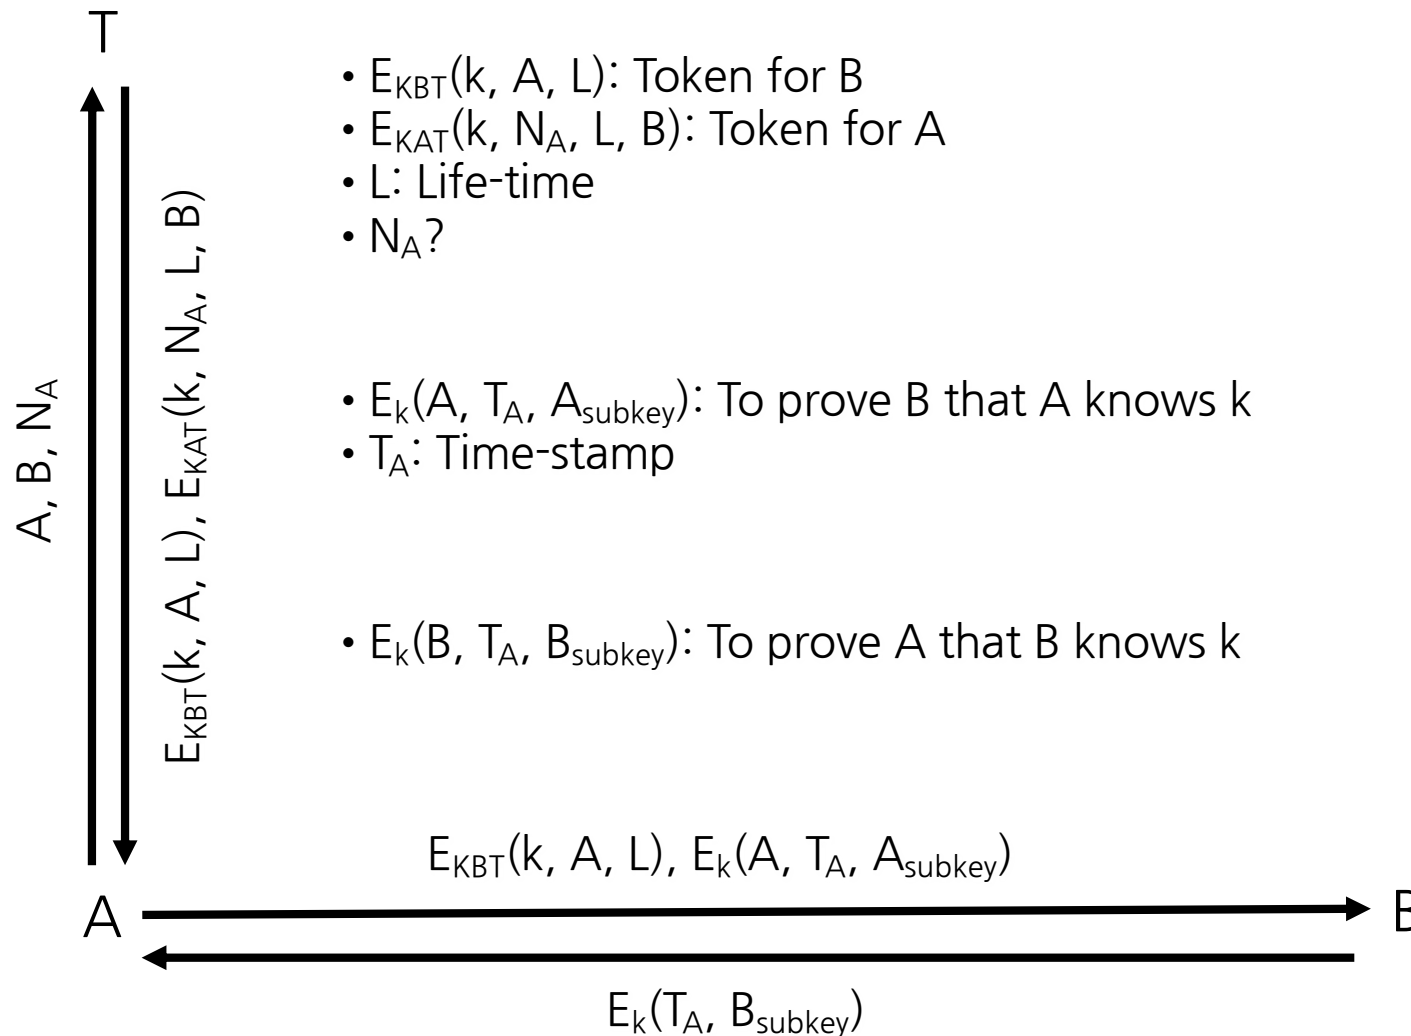 T
• E_KBT(k, A, L): Token for B
• E_KAT(k, N_A, L, B): Token for A
• L: Life-time
• N_A?
A, B, N_A
E_KBT(k, A, L), E_KAT(k, N_A, L, B)
• E_k(A, T_A, A_subkey): To prove B that A knows k
• T_A: Time-stamp
• E_k(B, T_A, B_subkey): To prove A that B knows k
E_KBT(k, A, L), E_k(A, T_A, A_subkey)
A
B
E_k(T_A, B_subkey)